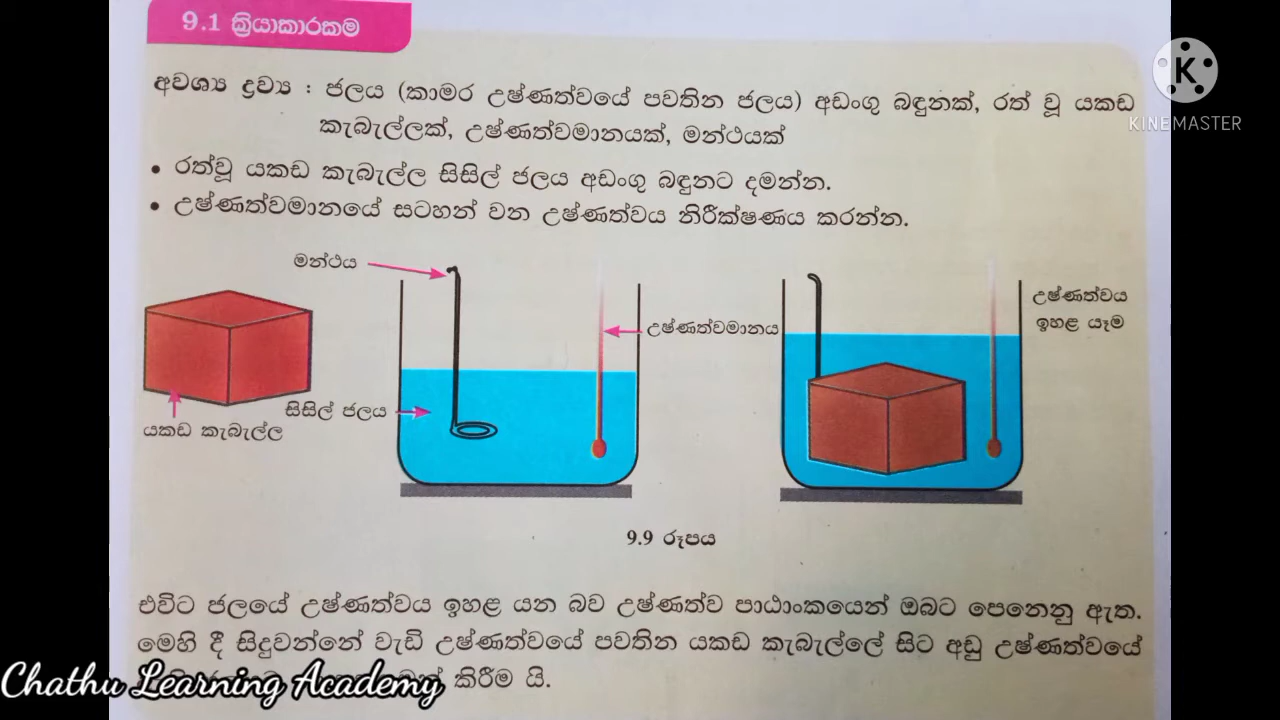 9.1 ක්‍රියාකාරකම
අවශ්‍ය ද්‍රව්‍ය : ජලය (කාමර උෂ්ණත්වයේ පවතින ජලය) අඩංගු බඳුනක්, රත් වූ යකඩ
කැබැල්ලක්, උෂ්ණත්වමානයක්, මන්ථයක්
• රත්වූ යකඩ කැබැල්ල සිසිල් ජලය අඩංගු බඳුනට දමන්න.
• උෂ්ණත්වමානයේ සටහන් වන උෂ්ණත්වය නිරීක්ෂණය කරන්න.
මන්ථය
උෂ්ණත්වමානය
උෂ්ණත්වය
ඉහළ යෑම
සිසිල් ජලය
යකඩ කැබැල්ල
9.9 රූපය
එවිට ජලයේ උෂ්ණත්වය ඉහළ යන බව උෂ්ණත්ව පාඨාංකයෙන් ඔබට පෙනෙනු ඇත.
මෙහි දී සිදුවන්නේ වැඩි උෂ්ණත්වයේ පවතින යකඩ කැබැල්ලේ සිට අඩු උෂ්ණත්වයේ
කිරීම යි.
Chathu Learning Academy
K
KINEMASTER